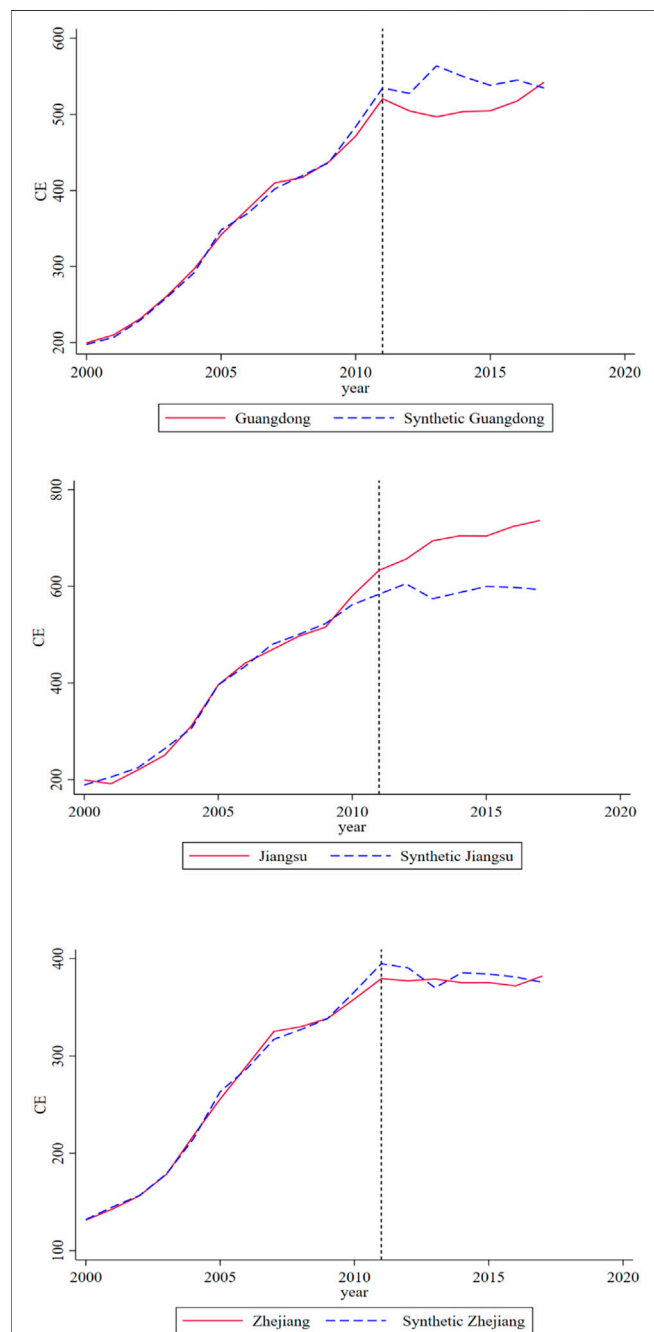 600
500
400
300
200
CE
2000 2005 2010 2015 2020
year
Guangdong Synthetic Guangdong
800
600
400
200
CE
2000 2005 2010 2015 2020
year
Jiangsu Synthetic Jiangsu
400
300
200
100
CE
2000 2005 2010 2015 2020
year
Zhejiang Synthetic Zhejiang